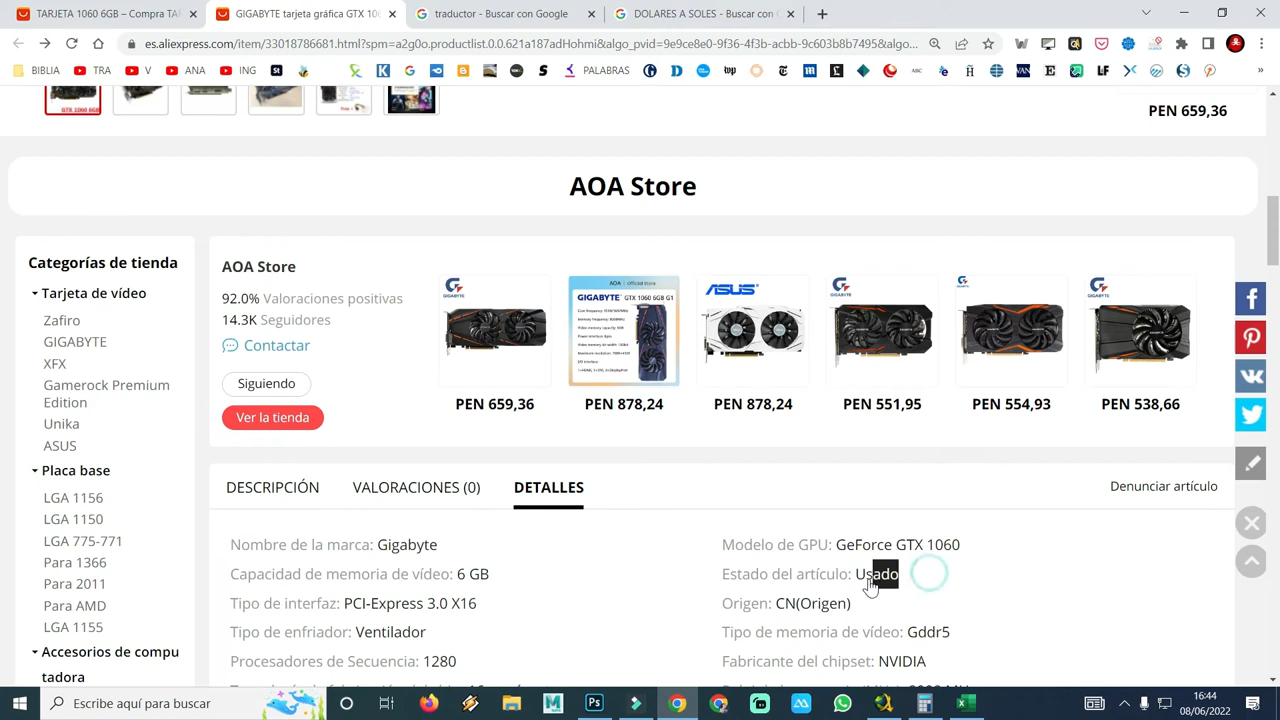 TARJETA 1060 6GB - Compra TAR
GIGABYTE tarjeta gráfica GTX 106
traductor - Buscar con Google
DOLARES A SOLES - Buscar con G
es.aliexpress.com/item/33018786681.html?spm=a2g0o.productlist.0.0.621a137adHohmi&algo_pvid=9e9ce8e0-9f36-4f3b-acbb-9c603b8b7495&algo...
BIBLIA
TRA
V
ANA
ING
PALABRAS
PEN 659,36
AOA Store
Categorías de tienda
Tarjeta de vídeo
Zafiro
GIGABYTE
XFX
Gamerock Premium
Edition
Unika
ASUS
Placa base
LGA 1156
LGA 1150
LGA 775-771
Para 1366
Para 2011
Para AMD
LGA 1155
Accesorios de compu
tadora
AOA Store
92.0% Valoraciones positivas
14.3K Seguidores
Contactar
Siguiendo
Ver la tienda
GIGABYTE GTX 1060 6GB G1
ASUS
PEN 659,36
PEN 878,24
PEN 878,24
PEN 551,95
PEN 554,93
PEN 538,66
DESCRIPCIÓN
VALORACIONES (0)
DETALLES
Denunciar artículo
Nombre de la marca: Gigabyte
Modelo de GPU: GeForce GTX 1060
Capacidad de memoria de vídeo: 6 GB
Estado del artículo: Usado
Tipo de interfaz: PCI-Express 3.0 X16
Origen: CN(Origen)
Tipo de enfriador: Ventilador
Tipo de memoria de vídeo: Gddr5
Procesadores de Secuencia: 1280
Fabricante del chipset: NVIDIA
Escribe aquí para buscar
16:44
08/06/2022